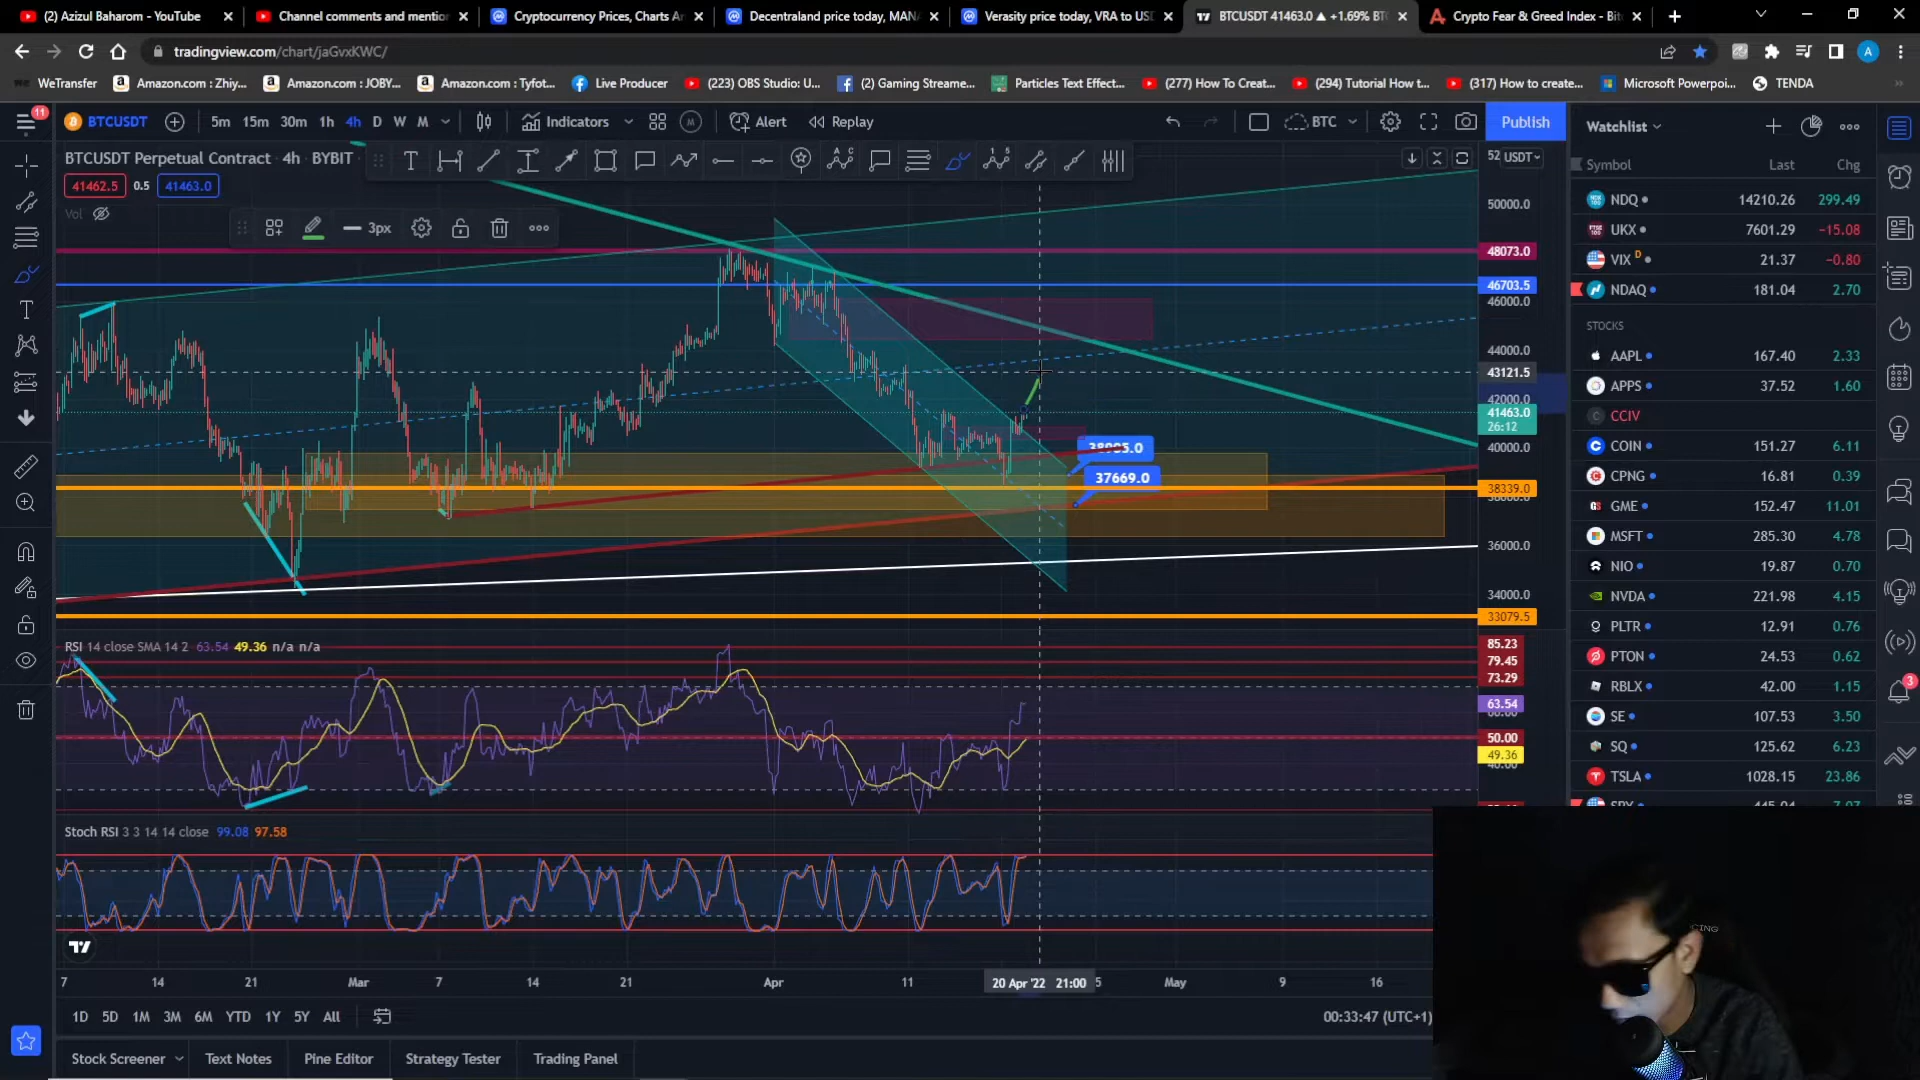 (2) Azizul Baharom - YouTube
Channel comments and mentio
Cryptocurrency Prices, Charts A
Decentraland price today, MAN
Verasity price today, VRA to US
BTCUSDT 41463.0 ▲ +1.69% BT
Crypto Fear & Greed Index - Bit
tradingview.com/chart/jaGvxKWC/
WeTransfer
Amazon.com : Zhiy...
Amazon.com : JOBY...
Amazon.com : Tyfot...
Live Producer
(223) OBS Studio: U...
(2) Gaming Streame...
Particles Text Effect...
(277) How To Creat...
(294) Tutorial How t...
(317) How to create...
Microsoft Powerpoi...
TENDA
11
BTCUSDT
5m 15m 30m 1h 4h D W M
Indicators
Alert
Replay
BTC
Publish
Watchlist
BTCUSDT Perpetual Contract · 4h · BYBIT
41462.5 0.5 41463.0
Vol
3px
52
USDT
50000.0
48073.0
46703.5
46000.0
44000.0
43121.5
42000.0
41463.0
26:12
40000.0
38339.0
36000.0
34000.0
33079.5
37669.0
RSI 14 close SMA 14 2 63.54 49.36 n/a n/a
85.23
79.45
73.29
63.54
50.00
49.36
Stoch RSI 3 3 14 14 close 99.08 97.58
7 14 21 Mar 7 14 21 Apr 11 20 Apr '22 21:00 5 May 9 16
1D 5D 1M 3M 6M YTD 1Y 5Y All
00:33:47 (UTC+1)
Stock Screener
Text Notes
Pine Editor
Strategy Tester
Trading Panel
Symbol Last Chg
NDQ 14210.26 299.49
UKX 7601.29 −15.08
VIX D 21.37 −0.80
NDAQ 181.04 2.70
STOCKS
AAPL 167.40 2.33
APPS 37.52 1.60
CCIV
COIN 151.27 6.11
CPNG 16.81 0.39
GME 152.47 11.01
MSFT 285.30 4.78
NIO 19.87 0.70
NVDA 221.98 4.15
PLTR 12.91 0.76
PTON 24.53 0.62
RBLX 42.00 1.15
SE 107.53 3.50
SQ 125.62 6.23
TSLA 1028.15 23.86
3